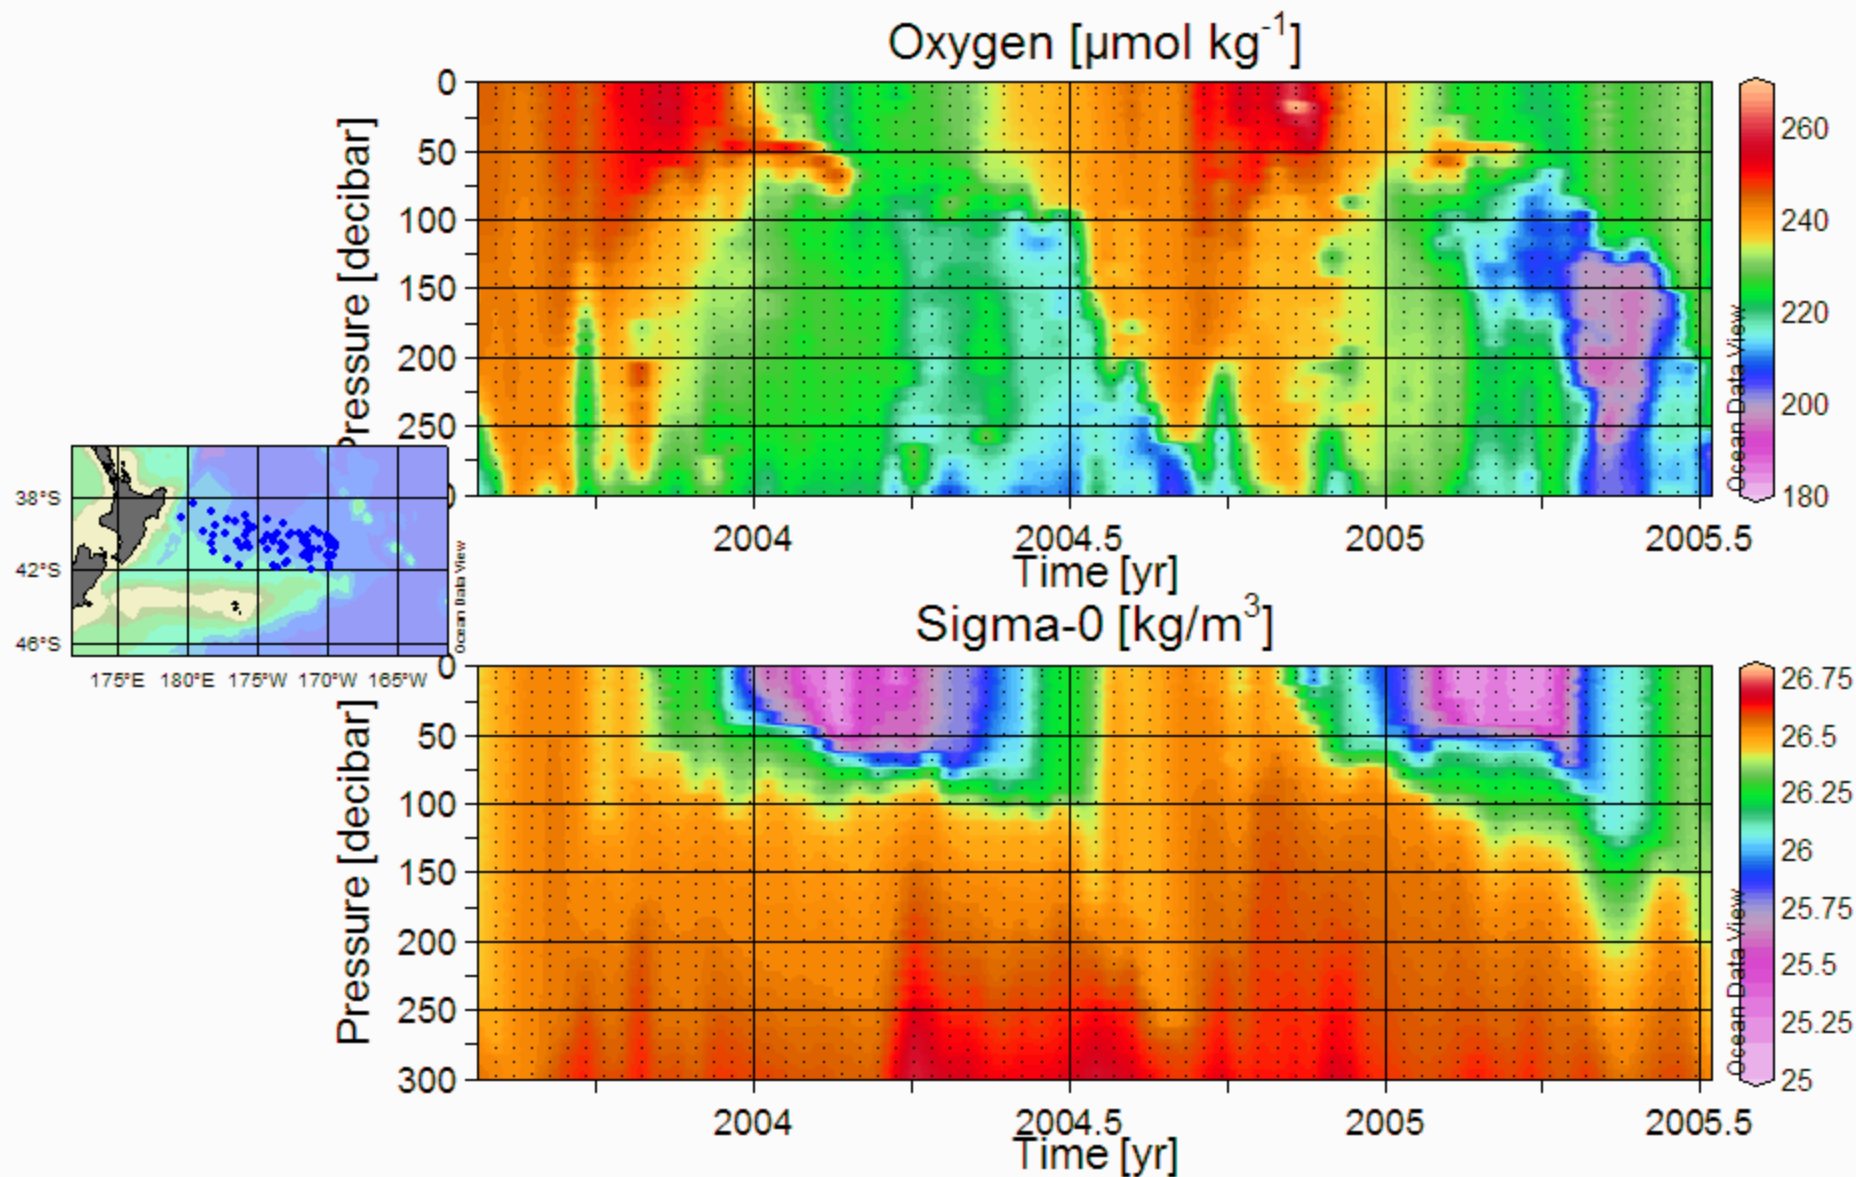 Oxygen [µmol kg-1]
Pressure [decibar]
0
50
100
150
200
250
0
2004
2004.5
2005
2005.5
Time [yr]
260
240
220
200
180
Ocean Data View
38°S
42°S
46°S
175°E 180°E 175°W 170°W 165°W
Ocean Data View
Sigma-0 [kg/m3]
Pressure [decibar]
0
50
100
150
200
250
300
2004
2004.5
2005
2005.5
Time [yr]
26.75
26.5
26.25
26
25.75
25.5
25.25
25
Ocean Data View